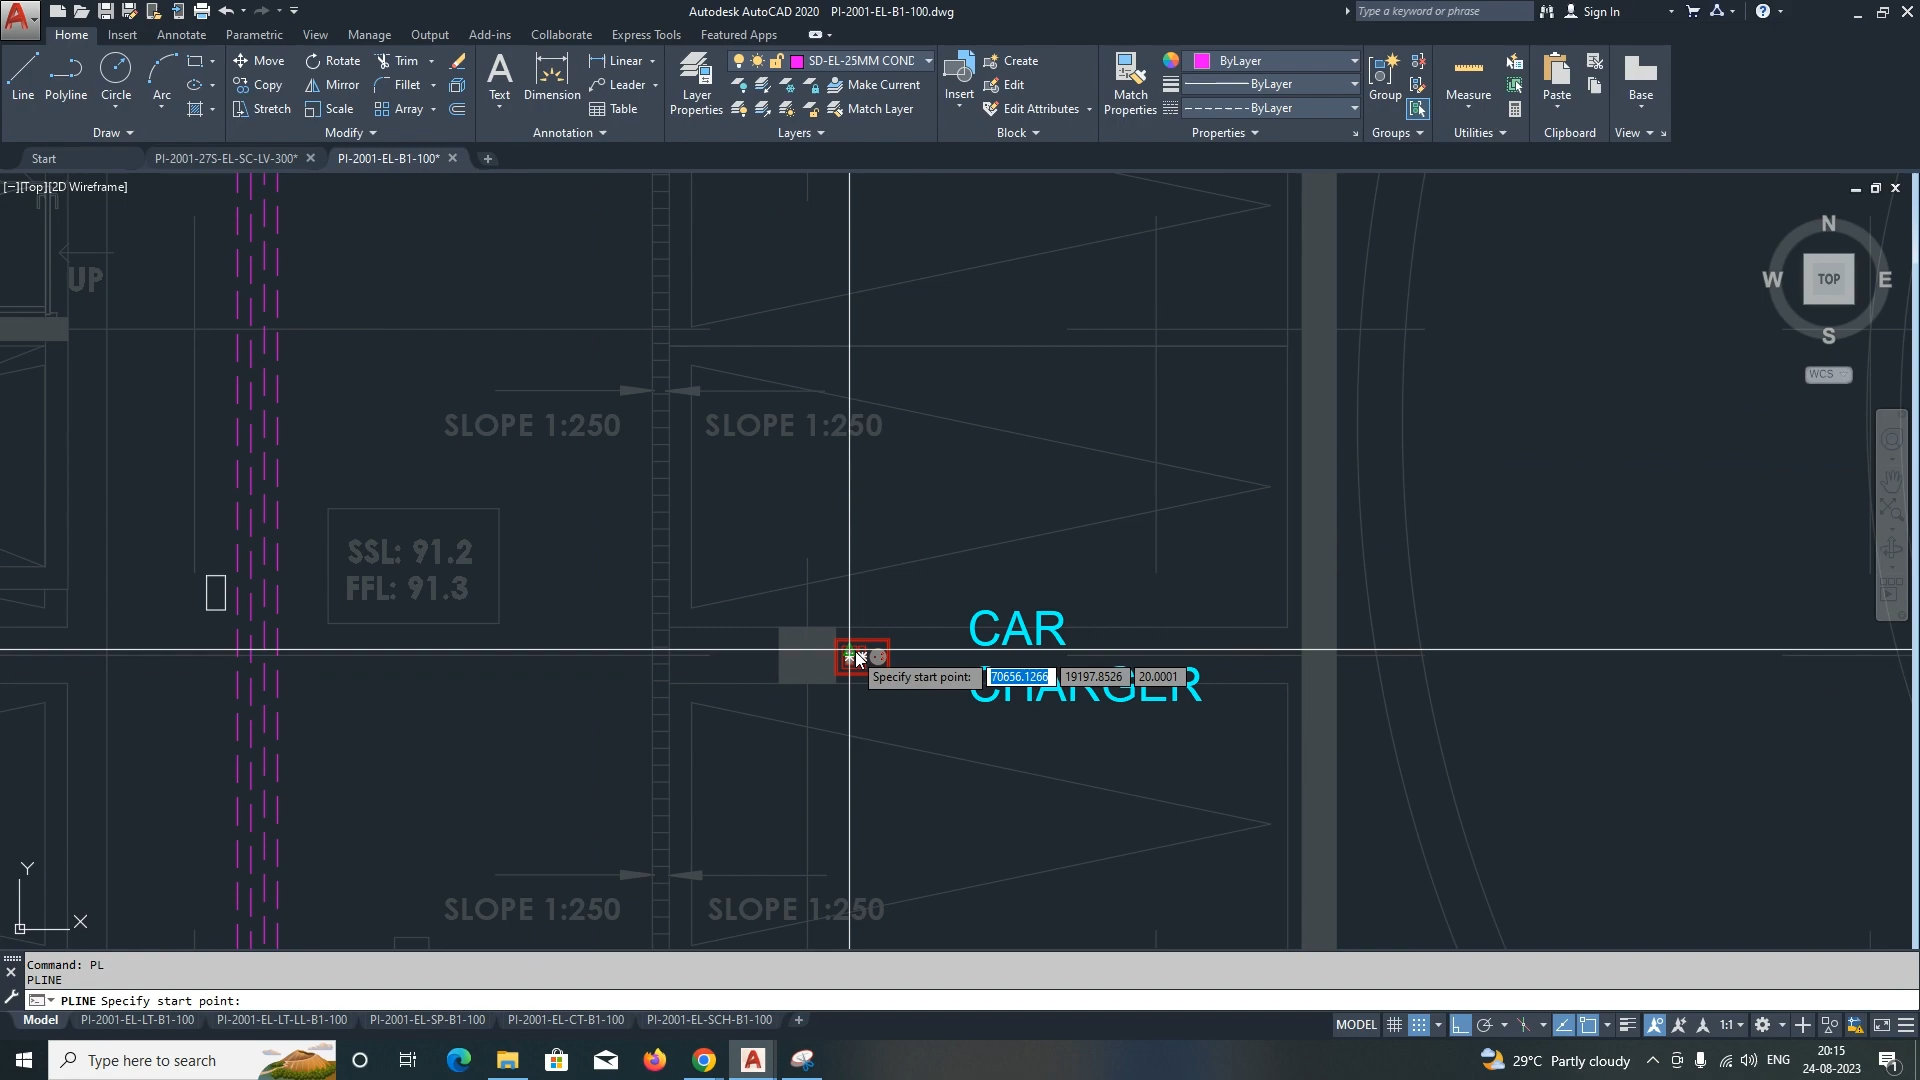 Autodesk AutoCAD 2020 PI-2001-EL-B1-100.dwg
Type a keyword or phrase
Sign In
Home Insert Annotate Parametric View Manage Output Add-ins Collaborate Express Tools Featured Apps
Line Polyline Circle Arc
Draw
Move Rotate Trim
Copy Mirror Fillet
Stretch Scale Array
Modify
Text Dimension
Linear
Leader
Table
Annotation
Layer Properties
SD-EL-25MM COND
Make Current
Match Layer
Layers
Insert
Create
Edit
Edit Attributes
Block
Match Properties
ByLayer
ByLayer
ByLayer
Properties
Group
Groups
Measure
Utilities
Paste
Clipboard
Base
View
Start PI-2001-27S-EL-SC-LV-300* PI-2001-EL-B1-100*
[−][Top][2D Wireframe]
N
W TOP E
S
WCS
UP
SLOPE 1:250 SLOPE 1:250
SSL: 91.2
FFL: 91.3
CAR
CHARGER
Specify start point: 70656.1266 19197.8526 20.0001
SLOPE 1:250 SLOPE 1:250
Y
X
Command: PL
PLINE
PLINE Specify start point:
Model PI-2001-EL-LT-B1-100 PI-2001-EL-LT-LL-B1-100 PI-2001-EL-SP-B1-100 PI-2001-EL-CT-B1-100 PI-2001-EL-SCH-B1-100
MODEL 1:1
Type here to search
29°C Partly cloudy
ENG
20:15
24-08-2023
1